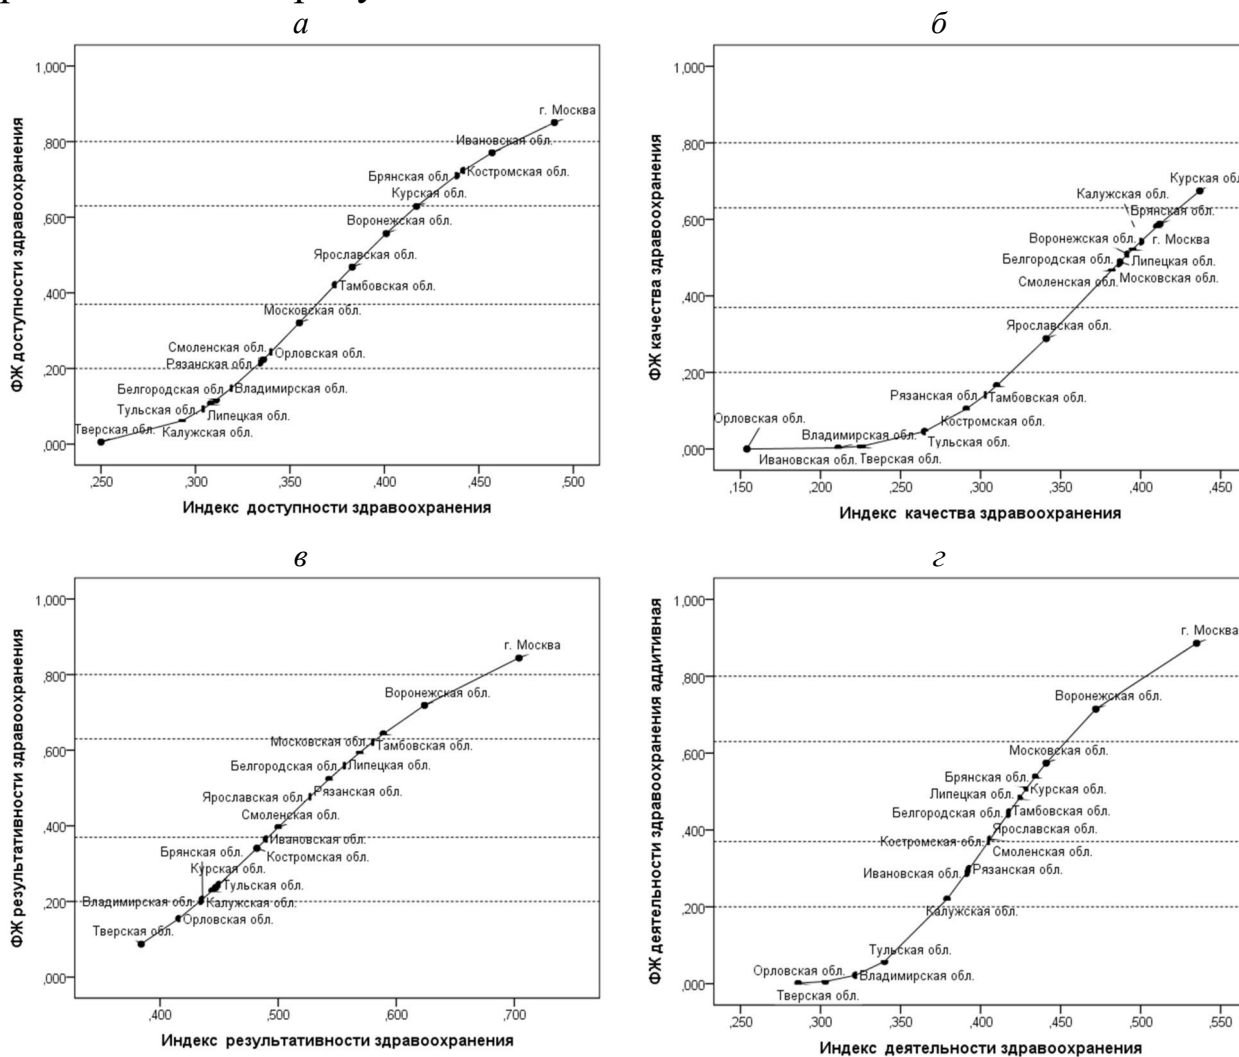 а
1,000
,800
,600
,400
,200
,000
ФЖ доступности здравоохранения
г. Москва
Ивановская обл.
Брянская обл.
Костромская обл.
Курская обл.
Воронежская обл.
Ярославская обл.
Тамбовская обл.
Московская обл.
Смоленская обл.
Орловская обл.
Рязанская обл.
Белгородская обл.
Владимирская обл.
Тульская обл.
Липецкая обл.
Тверская обл.
Калужская обл.
,250
,300
,350
,400
,450
,500
Индекс доступности здравоохранения
б
1,000
,800
,600
,400
,200
,000
ФЖ качества здравоохранения
Курская обл
Калужская обл.
Брянская обл.
Воронежская обл.
г. Москва
Белгородская обл.
Липецкая обл.
Смоленская обл.
Московская обл.
Ярославская обл.
Рязанская обл.
Тамбовская обл.
Орловская обл.
Костромская обл.
Владимирская обл.
Тульская обл.
Ивановская обл.
Тверская обл.
,150
,200
,250
,300
,350
,400
,450
Индекс качества здравоохранения
в
1,000
,800
,600
,400
,200
,000
ФЖ результативности здравоохранения
г. Москва
Воронежская обл.
Московская обл.
Тамбовская обл.
Белгородская обл.
Липецкая обл.
Рязанская обл.
Ярославская обл.
Смоленская обл.
Ивановская обл.
Брянская обл.
Костромская обл.
Курская обл.
Тульская обл.
Владимирская обл.
Калужская обл.
Орловская обл.
Тверская обл.
,400
,500
,600
,700
Индекс результативности здравоохранения
г
1,000
,800
,600
,400
,200
,000
ФЖ деятельности здравоохранения аддитивная
г. Москва
Воронежская обл.
Московская обл.
Брянская обл.
Курская обл.
Липецкая обл.
Белгородская обл.
Тамбовская обл.
Ярославская обл.
Костромская обл.
Смоленская обл.
Ивановская обл.
Рязанская обл.
Калужская обл.
Тульская обл.
Орловская обл.
Владимирская обл.
Тверская обл.
,250
,300
,350
,400
,450
,500
,550
Индекс деятельности здравоохранения